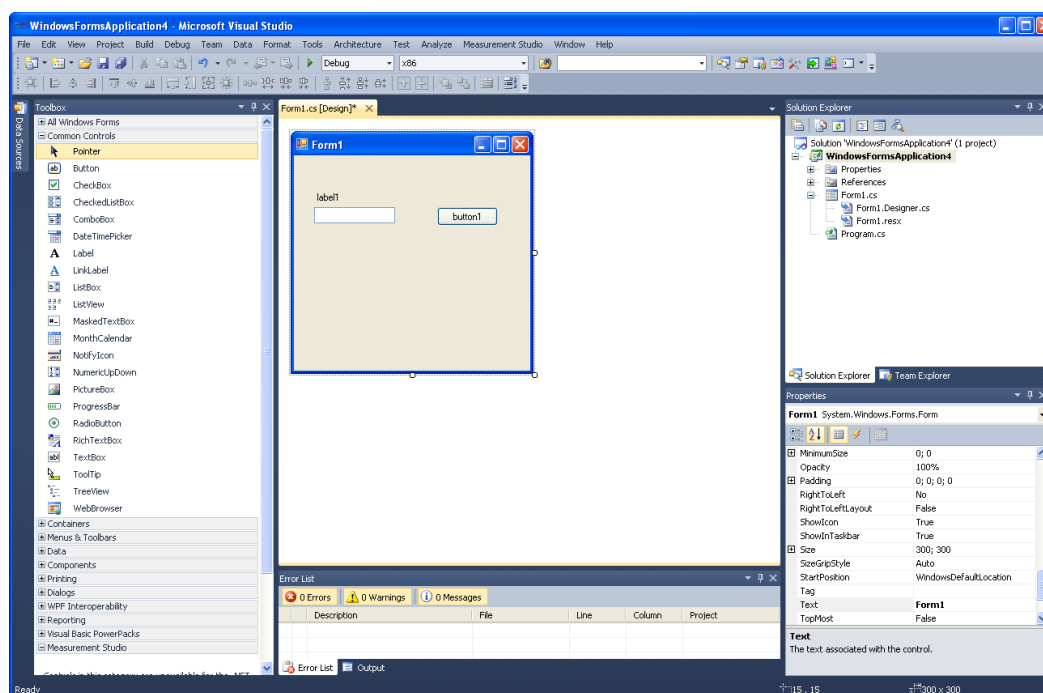 WindowsFormsApplication4 - Microsoft Visual Studio
File Edit View Project Build Debug Team Data Format Tools Architecture Test Analyze Measurement Studio Window Help
Debug x86
Data Sources
Toolbox
All Windows Forms
Common Controls
Pointer
Button
CheckBox
CheckedListBox
ComboBox
DateTimePicker
Label
LinkLabel
ListBox
ListView
MaskedTextBox
MonthCalendar
NotifyIcon
NumericUpDown
PictureBox
ProgressBar
RadioButton
RichTextBox
TextBox
ToolTip
TreeView
WebBrowser
Containers
Menus & Toolbars
Data
Components
Printing
Dialogs
WPF Interoperability
Reporting
Visual Basic PowerPacks
Measurement Studio
Form1.cs [Design]*
Form1
label1
button1
Error List
0 Errors 0 Warnings 0 Messages
Description File Line Column Project
Error List Output
Solution Explorer
Solution 'WindowsFormsApplication4' (1 project)
WindowsFormsApplication4
Properties
References
Form1.cs
Form1.Designer.cs
Form1.resx
Program.cs
Solution Explorer Team Explorer
Properties
Form1 System.Windows.Forms.Form
MinimumSize 0; 0
Opacity 100%
Padding 0; 0; 0; 0
RightToLeft No
RightToLeftLayout False
ShowIcon True
ShowInTaskbar True
Size 300; 300
SizeGripStyle Auto
StartPosition WindowsDefaultLocation
Tag
Text Form1
TopMost False
Text
The text associated with the control.
Ready 15 , 15 300 x 300